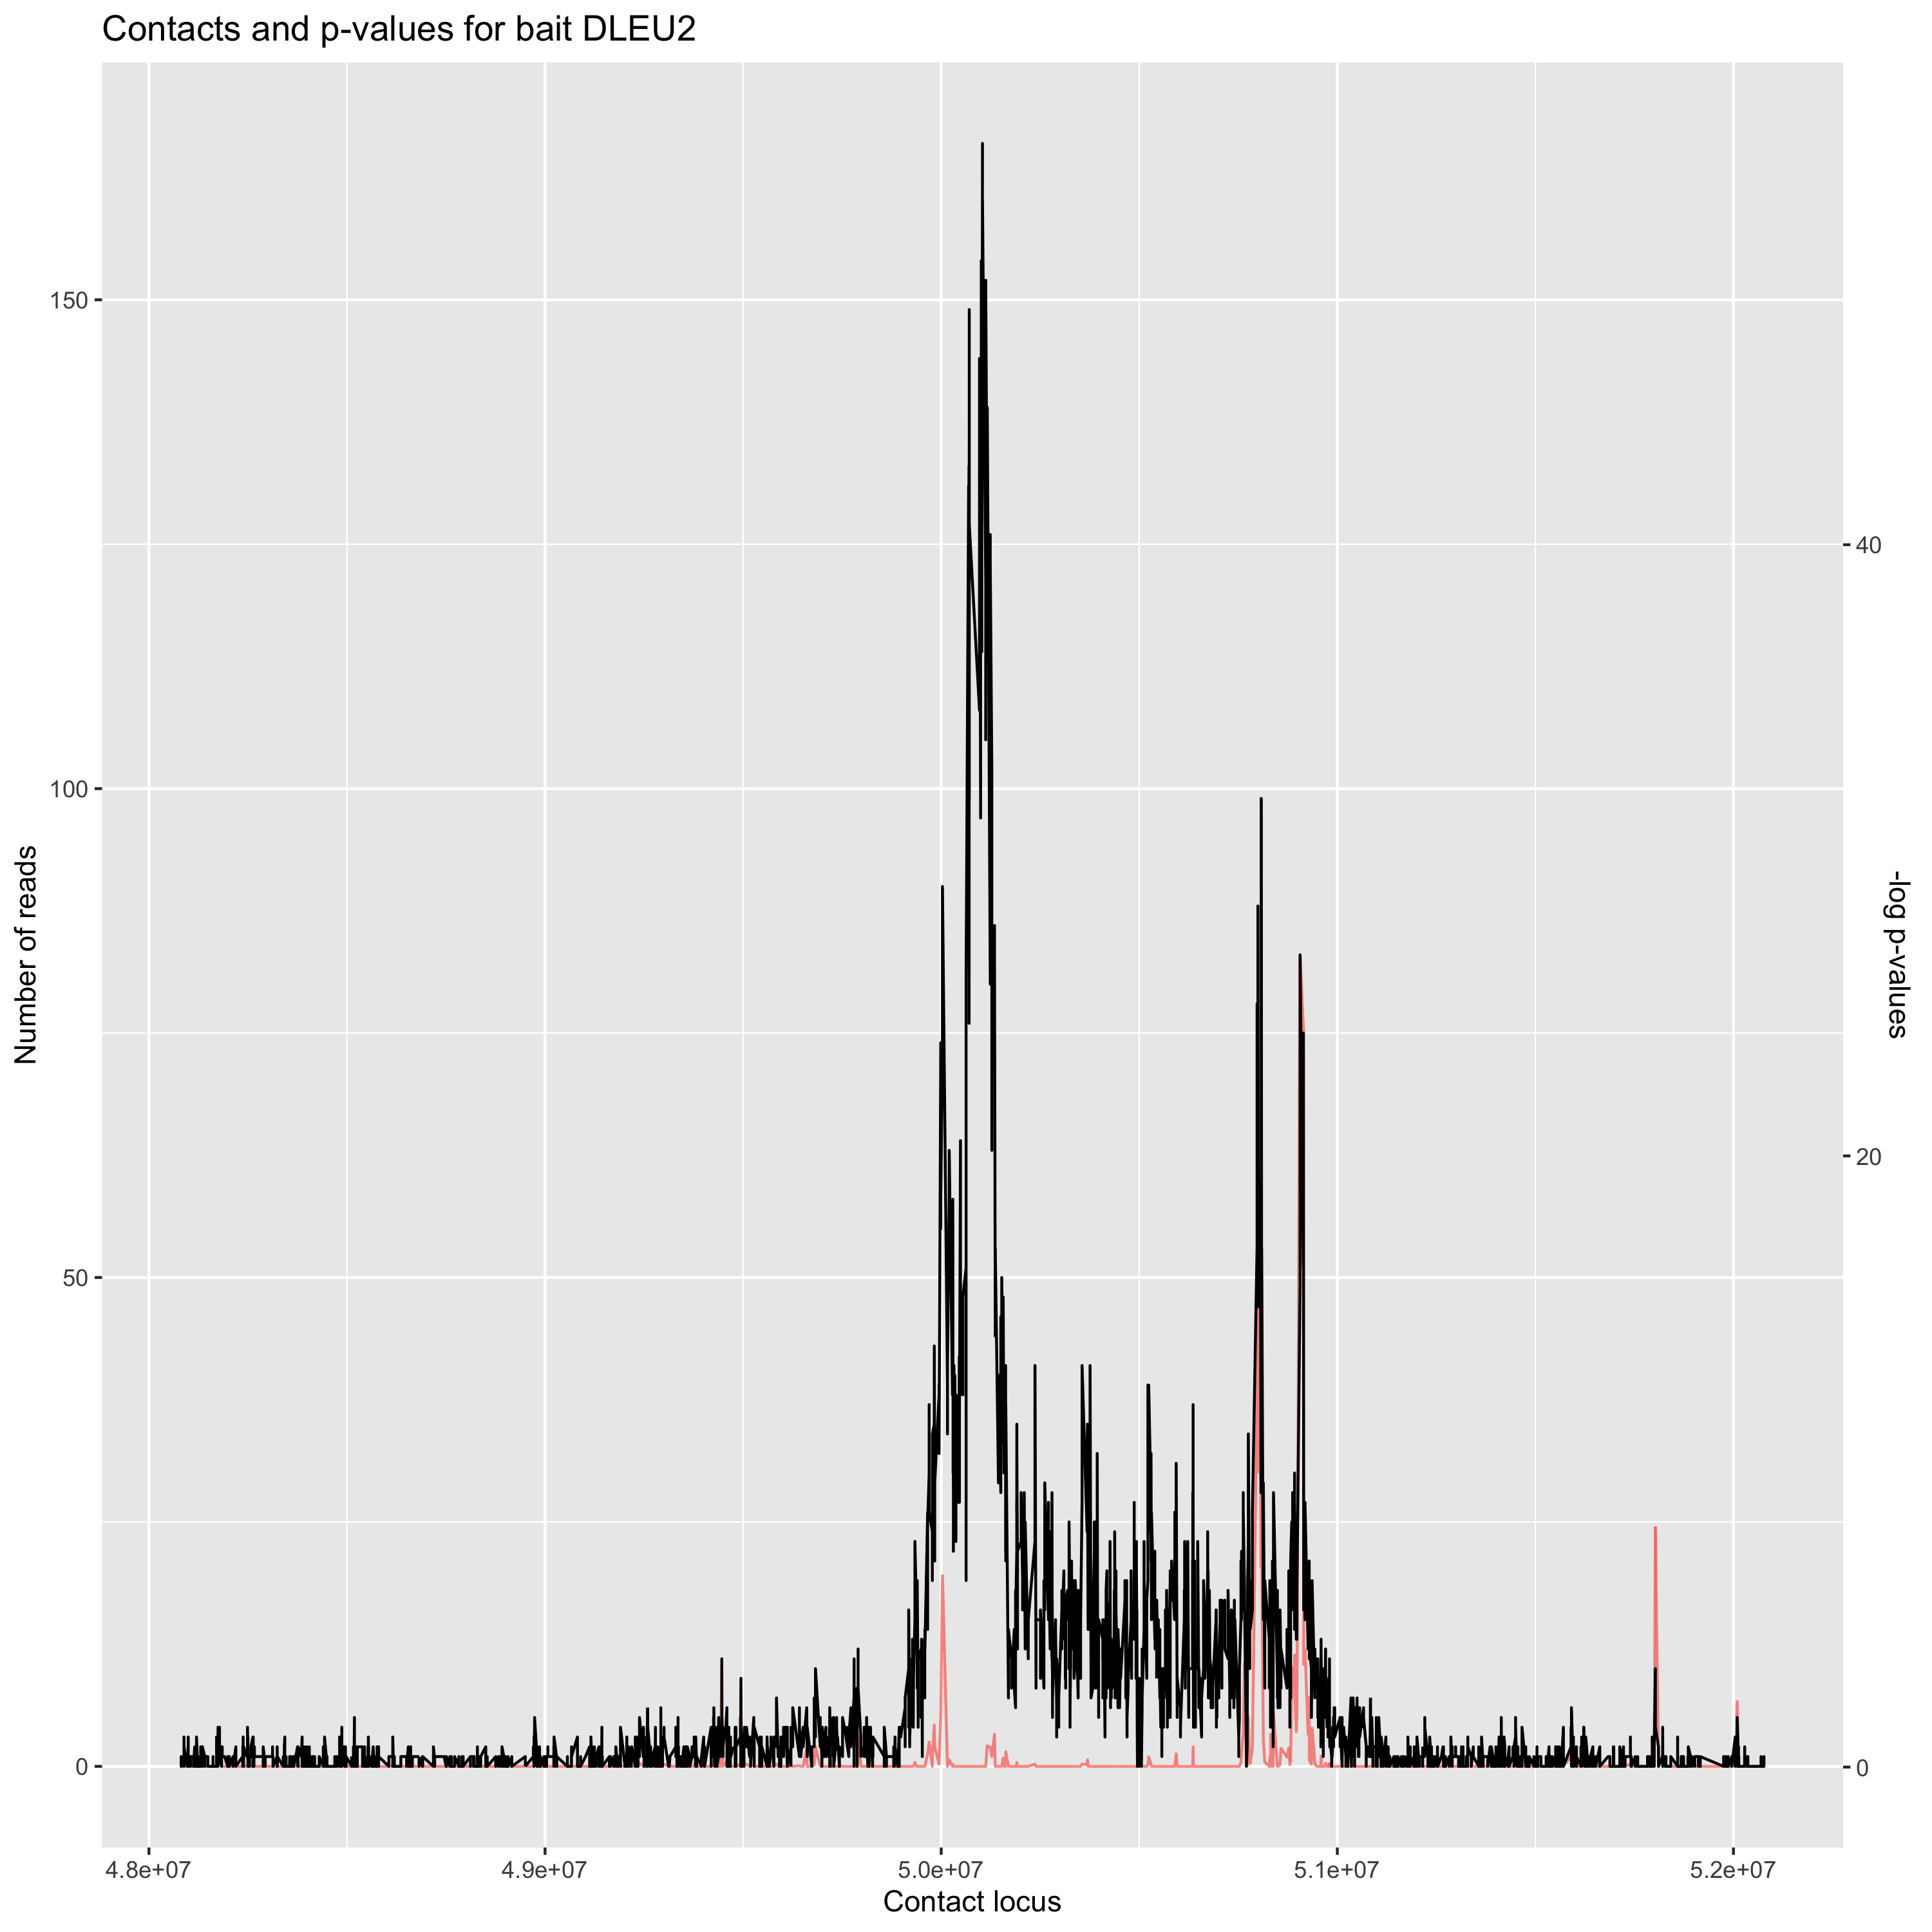 Contacts and p-values for bait DLEU2
Number of reads
150
100
50
0
40
20
0
-log p-values
4.8e+07
4.9e+07
5.0e+07
5.1e+07
5.2e+07
Contact locus